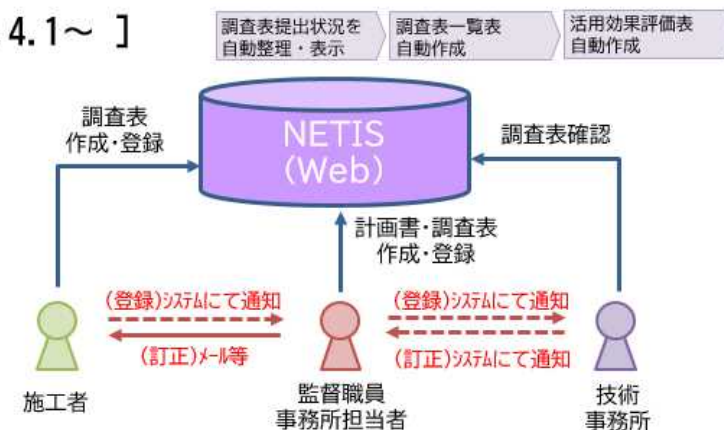 4.1～ ]
調査表提出状況を
自動整理・表示
調査表一覧表
自動作成
活用効果評価表
自動作成
調査表
作成・登録
NETIS
(Web)
調査表確認
計画書・調査表
作成・登録
(登録)システムにて通知
(登録)システムにて通知
(訂正)メール等
(訂正)システムにて通知
施工者
監督職員
事務所担当者
技術
事務所